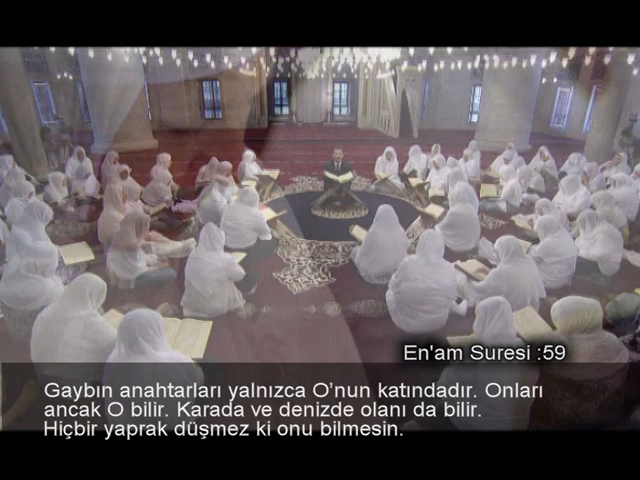 En'am Suresi :59
Gaybın anahtarları yalnızca O’nun katındadır. Onları
ancak O bilir. Karada ve denizde olanı da bilir.
Hiçbir yaprak düşmez ki onu bilmesin.